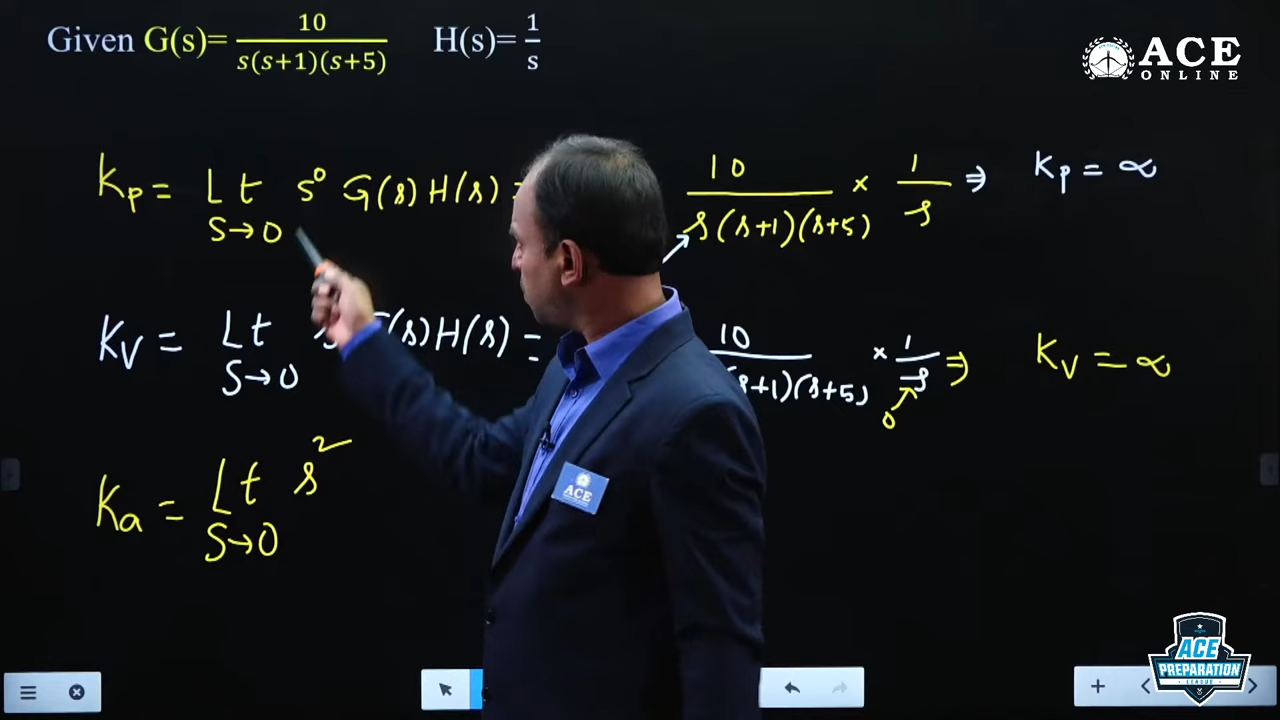 Given G(s)= 10/s(s+1)(s+5) H(s)= 1/s
ACE
ONLINE
Kp = Lt s→0 s⁰ G(s)H(s) = 10/s(s+1)(s+5) × 1/s ⇒ Kp = ∝
Kv = Lt s→0 G(s)H(s) = 10/(s+1)(s+5) × 1/s ⇒ Kv = ∝
0
Ka = Lt s→0 s²
ACE
ACE
PREPARATION
LEAGUE